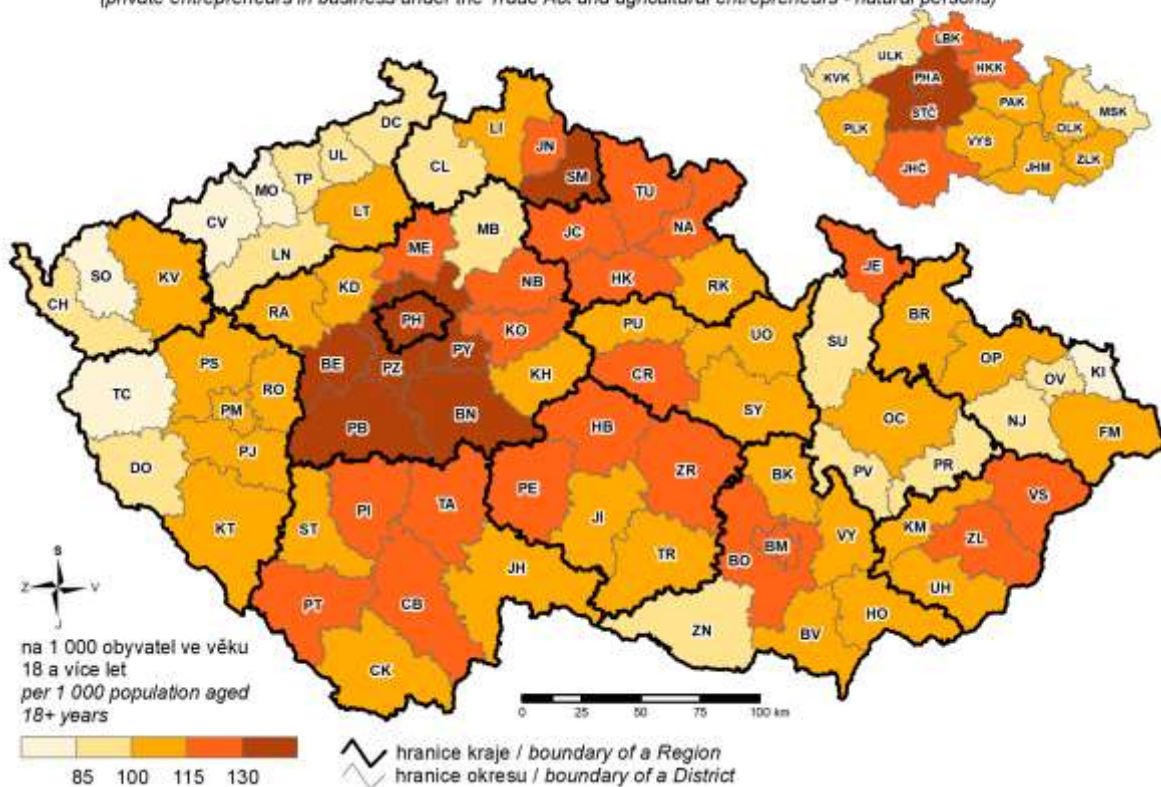 (private entrepreneurs in business under the Trade Act and agricultural entrepreneurs - natural persons)
LBK
ULK
HKK
KVK
PHA
PAK
STČ
MSK
PLK
OLK
VYS
ZLK
JHČ
JHM
DC
LI
JN
UL
CL
SM
TP
MO
TU
CV
LT
MB
NA
LN
ME
JC
SO
KV
NB
HK
JE
CH
KD
RK
RA
PH
BR
KO
PU
PS
BE
PZ
PY
UO
SU
OP
KI
TC
RO
KH
CR
OV
PM
SY
OC
NJ
PB
BN
HB
FM
DO
PJ
PV
PR
ZR
BK
KT
ST
PI
TA
PE
VS
JI
KM
BO
BM
VY
ZL
TR
JH
UH
PT
CB
HO
ZN
BV
CK
S
Z
V
J
na 1 000 obyvatel ve věku
18 a více let
per 1 000 population aged
18+ years
0 25 50 75 100 km
85 100 115 130
hranice kraje / boundary of a Region
hranice okresu / boundary of a District